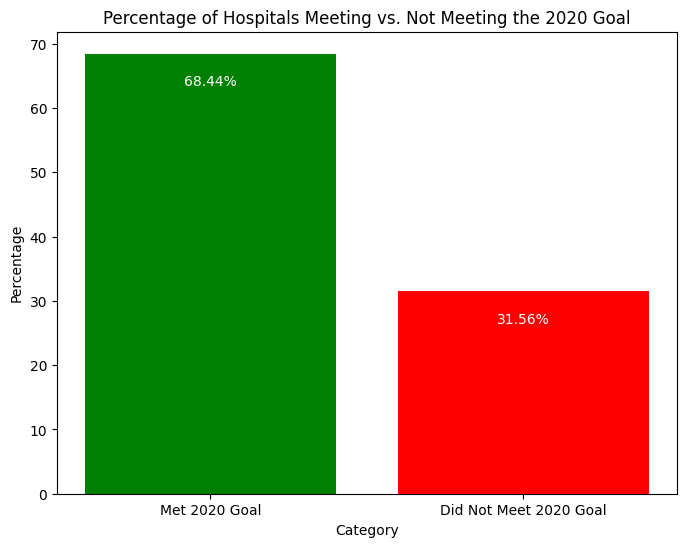 Percentage of Hospitals Meeting vs. Not Meeting the 2020 Goal
70
60
50
40
30
20
10
0
Percentage
68.44%
31.56%
Met 2020 Goal
Did Not Meet 2020 Goal
Category